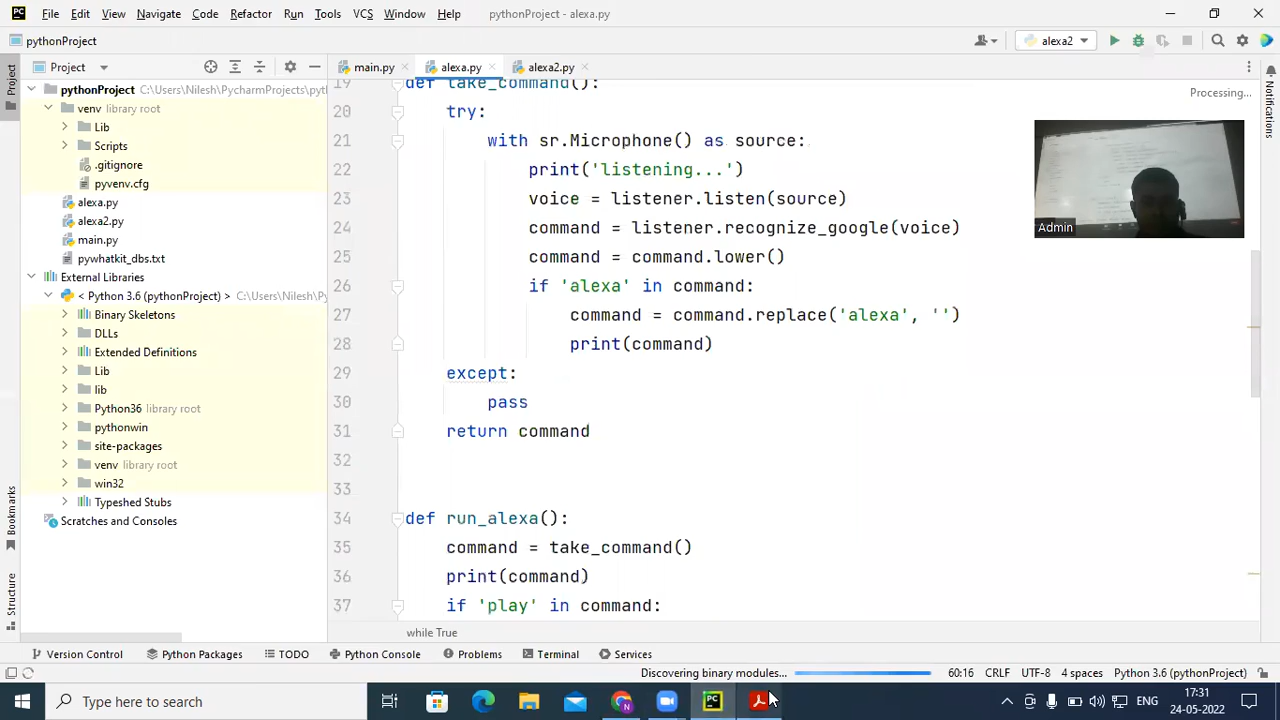 File Edit View Navigate Code Refactor Run Tools VCS Window Help pythonProject - alexa.py
pythonProject
alexa2
Project
main.py
alexa.py
alexa2.py
Project
Notifications
Bookmarks
Structure
pythonProject C:\Users\Nilesh\PycharmProjects\pyth
venv library root
Lib
Scripts
.gitignore
pyvenv.cfg
alexa.py
alexa2.py
main.py
pywhatkit_dbs.txt
External Libraries
< Python 3.6 (pythonProject) > C:\Users\Nilesh\Py
Binary Skeletons
DLLs
Extended Definitions
Lib
lib
Python36 library root
pythonwin
site-packages
venv library root
win32
Typeshed Stubs
Scratches and Consoles
Processing...
Admin
19 def take_command():
20 try:
21 with sr.Microphone() as source:
22 print('listening...')
23 voice = listener.listen(source)
24 command = listener.recognize_google(voice)
25 command = command.lower()
26 if 'alexa' in command:
27 command = command.replace('alexa', '')
28 print(command)
29 except:
30 pass
31 return command
32
33
34 def run_alexa():
35 command = take_command()
36 print(command)
37 if 'play' in command:
while True
Version Control Python Packages TODO Python Console Problems Terminal Services
Discovering binary modules... 60:16 CRLF UTF-8 4 spaces Python 3.6 (pythonProject)
Type here to search
ENG
17:31
24-05-2022